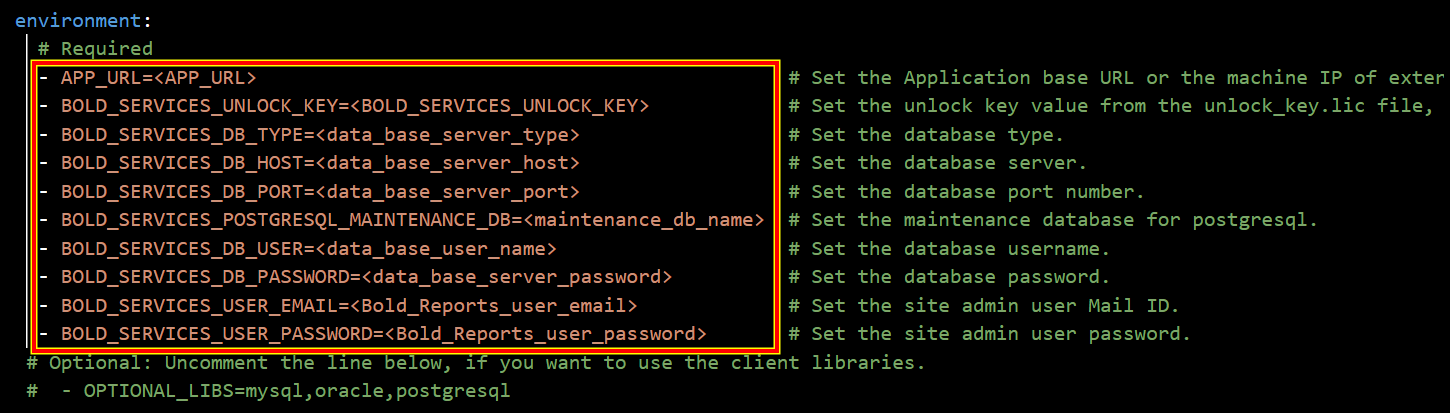 environment:
# Required
- APP_URL=<APP_URL> # Set the Application base URL or the machine IP of exter
- BOLD_SERVICES_UNLOCK_KEY=<BOLD_SERVICES_UNLOCK_KEY> # Set the unlock key value from the unlock_key.lic file,
- BOLD_SERVICES_DB_TYPE=<data_base_server_type> # Set the database type.
- BOLD_SERVICES_DB_HOST=<data_base_server_host> # Set the database server.
- BOLD_SERVICES_DB_PORT=<data_base_server_port> # Set the database port number.
- BOLD_SERVICES_POSTGRESQL_MAINTENANCE_DB=<maintenance_db_name> # Set the maintenance database for postgresql.
- BOLD_SERVICES_DB_USER=<data_base_user_name> # Set the database username.
- BOLD_SERVICES_DB_PASSWORD=<data_base_server_password> # Set the database password.
- BOLD_SERVICES_USER_EMAIL=<Bold_Reports_user_email> # Set the site admin user Mail ID.
- BOLD_SERVICES_USER_PASSWORD=<Bold_Reports_user_password> # Set the site admin user password.
# Optional: Uncomment the line below, if you want to use the client libraries.
# - OPTIONAL_LIBS=mysql,oracle,postgresql